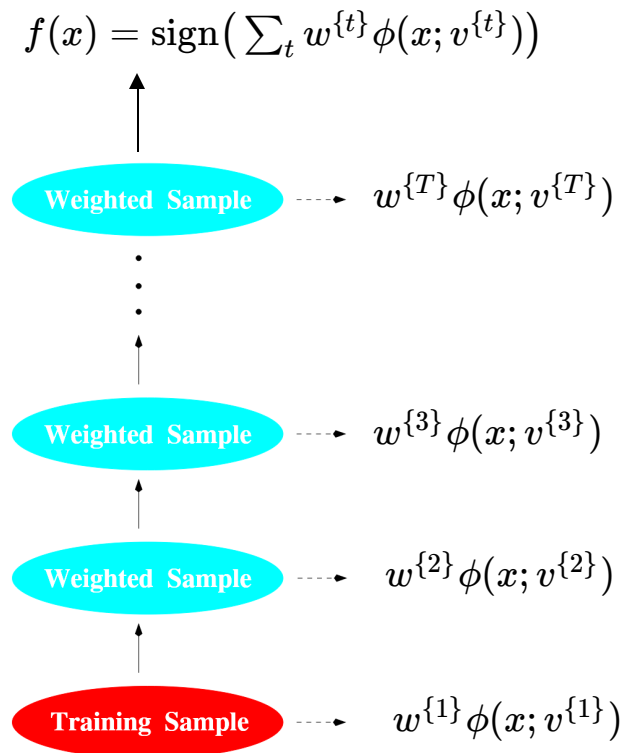 f(x) = sign(∑_t w^{t} ϕ(x; v^{t}))
Weighted Sample w^{T} ϕ(x; v^{T})
Weighted Sample w^{3} ϕ(x; v^{3})
Weighted Sample w^{2} ϕ(x; v^{2})
Training Sample w^{1} ϕ(x; v^{1})